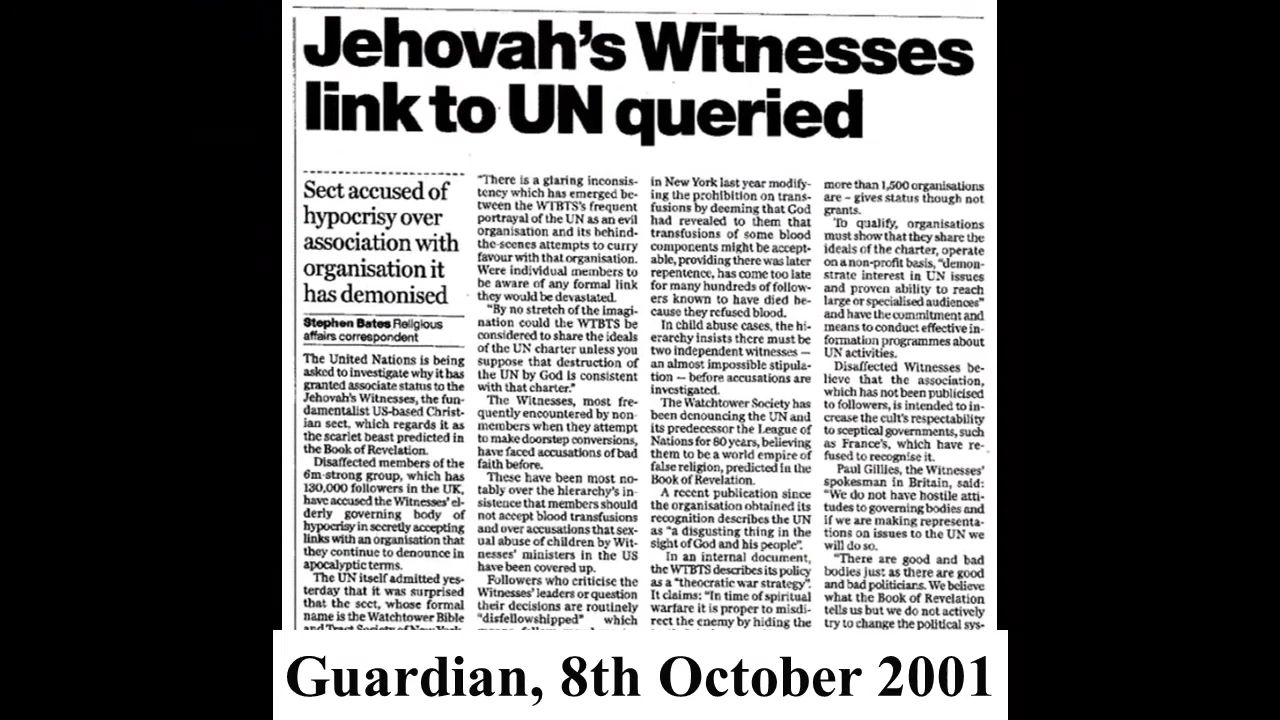 Jehovah's Witnesses
link to UN queried
Sect accused of
hypocrisy over
association with
organisation it
has demonised
Stephen Bates Religious
affairs correspondent
The United Nations is being
asked to investigate why it has
granted associate status to the
Jehovah's Witnesses, the fun-
damentalist US-based Christ-
ian sect, which regards it as
the scarlet beast predicted in
the Book of Revelation.
Disaffected members of the
6m-strong group, which has
130,000 followers in the UK,
have accused the Witnesses' el-
derly governing body of
hypocrisy in secretly accepting
links with an organisation that
they continue to denounce in
apocalyptic terms.
The UN itself admitted yes-
terday that it was surprised
that the sect, whose formal
name is the Watchtower Bible
and Tract Society of New York,
"There is a glaring inconsis-
tency which has emerged be-
tween the WTBTS's frequent
portrayal of the UN as an evil
organisation and its behind-
the-scenes attempts to curry
favour with that organisation.
Were individual members to
be aware of any formal link
they would be devastated.
"By no stretch of the imagi-
nation could the WTBTS be
considered to share the ideals
of the UN charter unless you
suppose that destruction of
the UN by God is consistent
with that charter."
The Witnesses, most fre-
quently encountered by non-
members when they attempt
to make doorstep conversions,
have faced accusations of bad
faith before.
These have been most no-
tably over the hierarchy's in-
sistence that members should
not accept blood transfusions
and over accusations that sex-
ual abuse of children by Wit-
nesses' ministers in the US
have been covered up.
Followers who criticise the
Witnesses' leaders or question
their decisions are routinely
"disfellowshipped" which
in New York last year modify-
ing the prohibition on trans-
fusions by deeming that God
had revealed to them that
transfusions of some blood
components might be accept-
able, providing there was later
repentence, has come too late
for many hundreds of follow-
ers known to have died be-
cause they refused blood.
In child abuse cases, the hi-
erarchy insists there must be
two independent witnesses —
an almost impossible stipula-
tion — before accusations are
investigated.
The Watchtower Society has
been denouncing the UN and
its predecessor the League of
Nations for 80 years, believing
them to be a world empire of
false religion, predicted in the
Book of Revelation.
A recent publication since
the organisation obtained its
recognition describes the UN
as "a disgusting thing in the
sight of God and his people".
In an internal document,
the WTBTS describes its policy
as a "theocratic war strategy".
It claims: "In time of spiritual
warfare it is proper to misdi-
rect the enemy by hiding the
more than 1,500 organisations
are – gives status though not
grants.
To qualify, organisations
must show that they share the
ideals of the charter, operate
on a non-profit basis, "demon-
strate interest in UN issues
and proven ability to reach
large or specialised audiences"
and have the commitment and
means to conduct effective in-
formation programmes about
UN activities.
Disaffected Witnesses be-
lieve that the association,
which has not been publicised
to followers, is intended to in-
crease the cult's respectability
to sceptical governments, such
as France's, which have re-
fused to recognise it.
Paul Gillies, the Witnesses'
spokesman in Britain, said:
"We do not have hostile atti-
tudes to governing bodies and
if we are making representa-
tions on issues to the UN we
will do so.
"There are good and bad
bodies just as there are good
and bad politicians. We believe
what the Book of Revelation
tells us but we do not actively
try to change the political sys-
Guardian, 8th October 2001